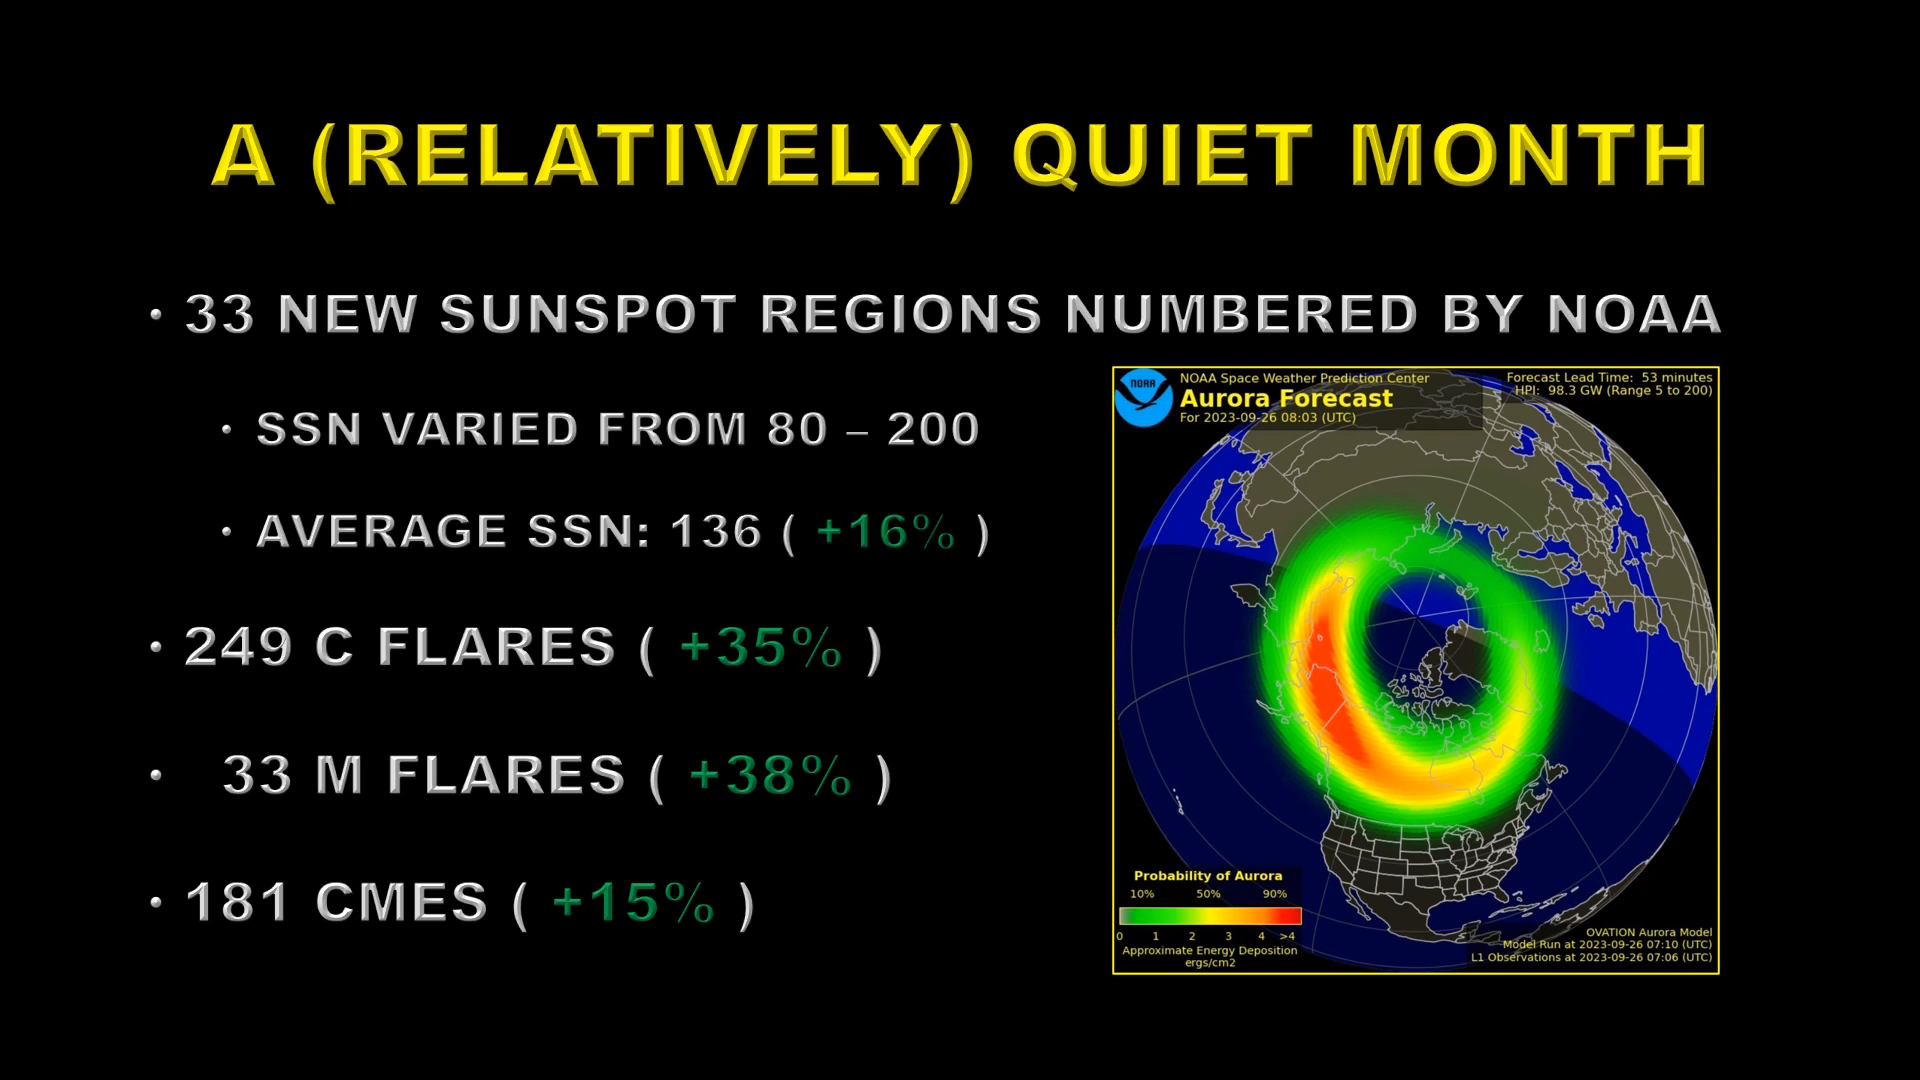 A (RELATIVELY) QUIET MONTH
• 33 NEW SUNSPOT REGIONS NUMBERED BY NOAA
• SSN VARIED FROM 80 – 200
• AVERAGE SSN: 136 ( +16% )
• 249 C FLARES ( +35% )
• 33 M FLARES ( +38% )
• 181 CMES ( +15% )
NOAA
NOAA Space Weather Prediction Center
Aurora Forecast
For 2023-09-26 08:03 (UTC)
Forecast Lead Time: 53 minutes
HPI: 98.3 GW (Range 5 to 200)
Probability of Aurora
10% 50% 90%
0 1 2 3 4 >4
Approximate Energy Deposition
ergs/cm2
OVATION Aurora Model
Model Run at 2023-09-26 07:10 (UTC)
L1 Observations at 2023-09-26 07:06 (UTC)